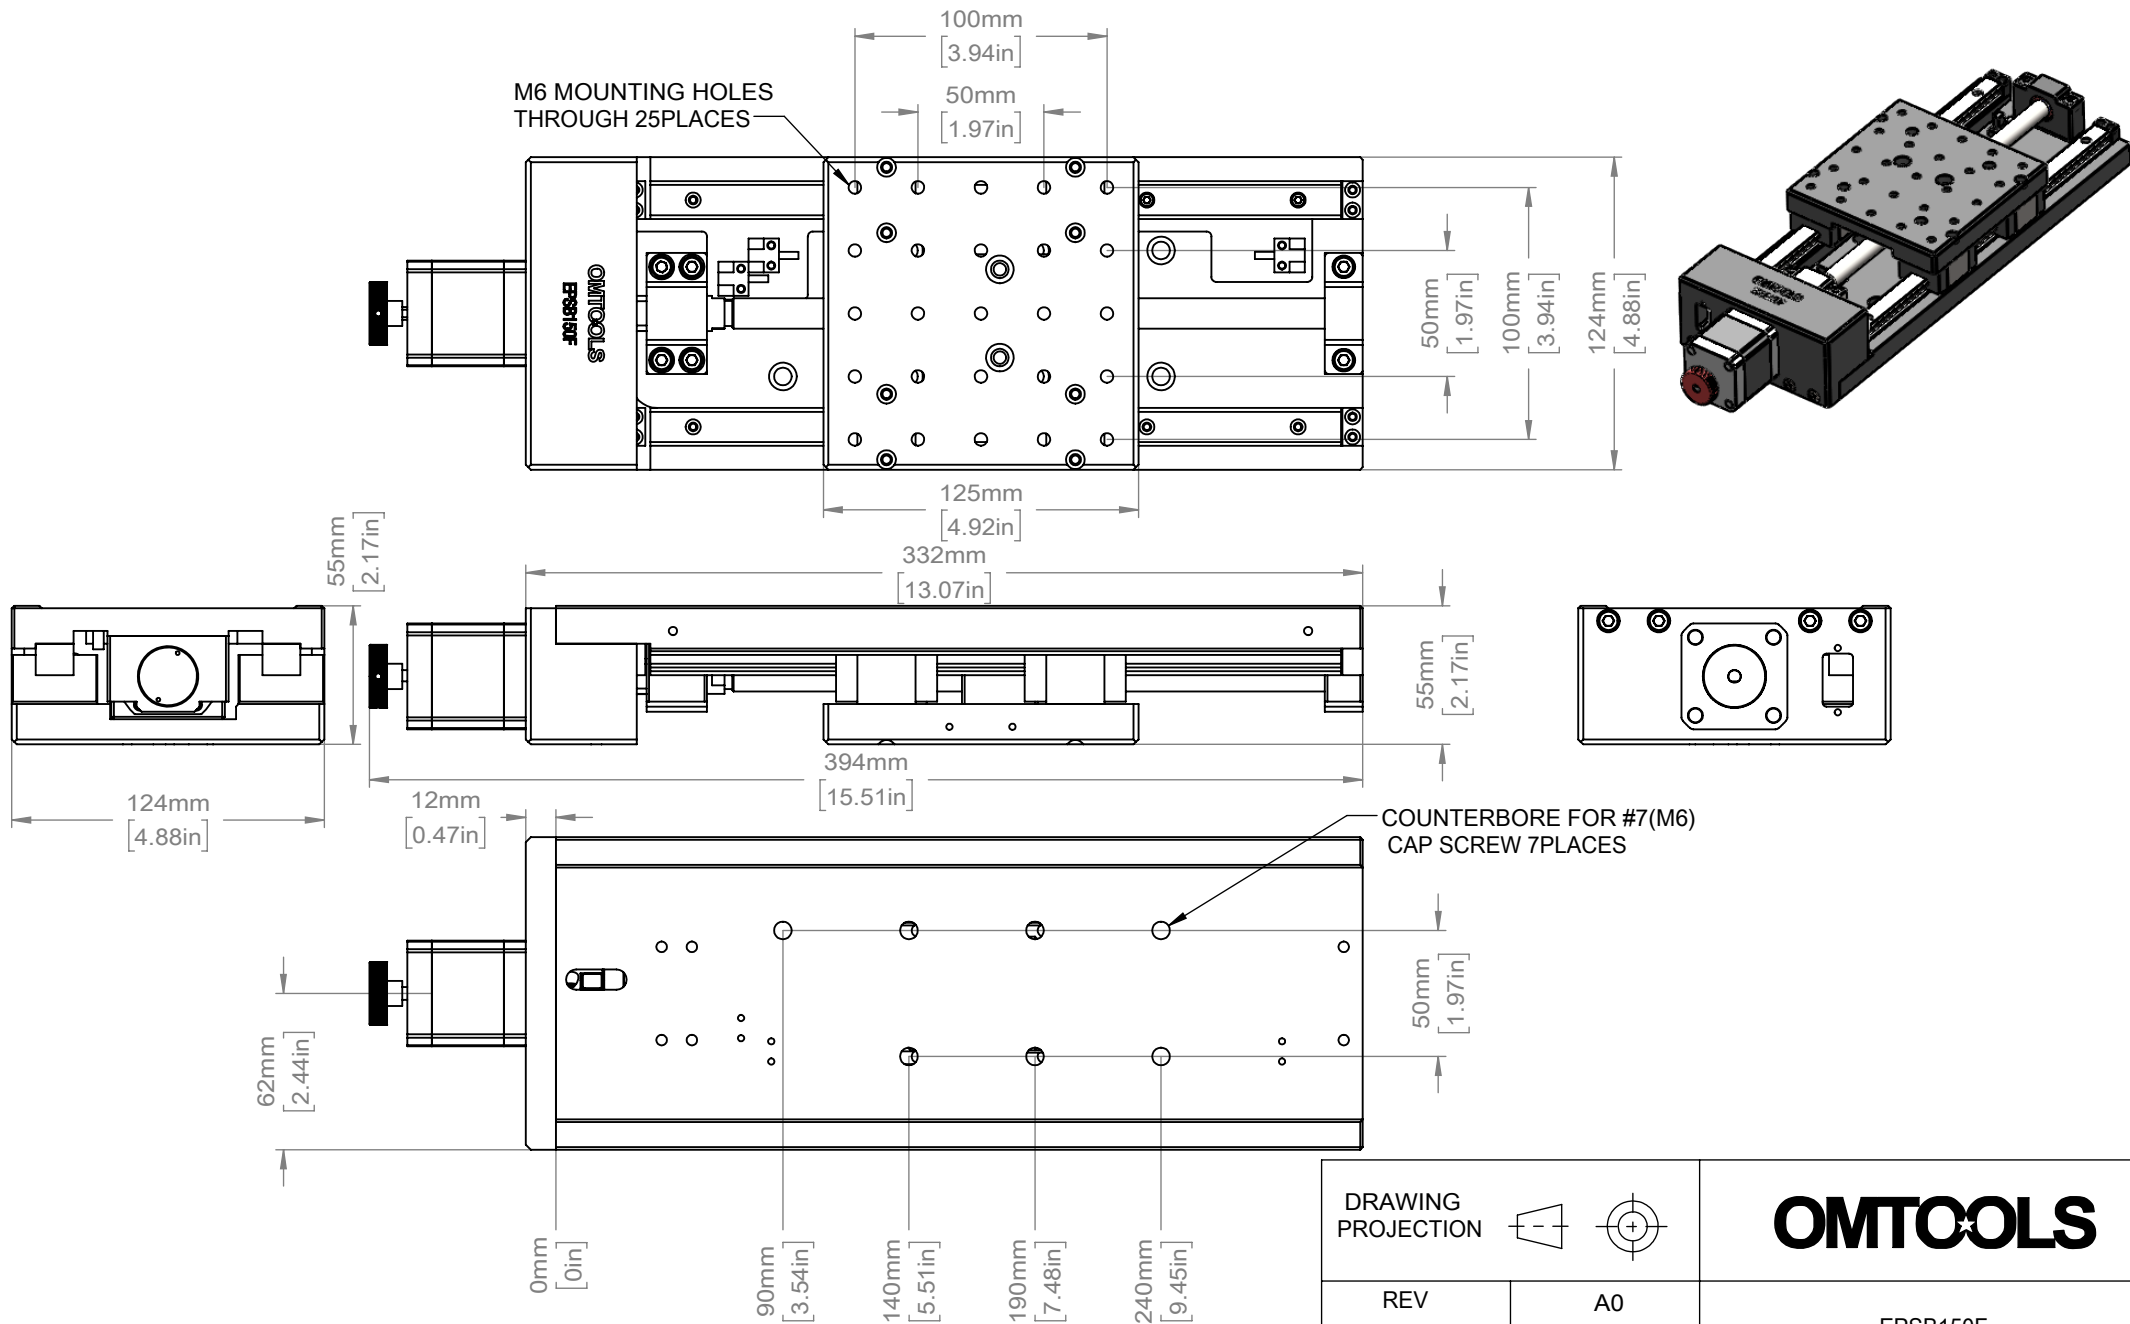 100mm
[3.94in]
M6 MOUNTING HOLES
THROUGH 25PLACES
50mm
[1.97in]
OMTOOLS
EPSB150F
50mm
[1.97in]
100mm
[3.94in]
124mm
[4.88in]
125mm
[4.92in]
55mm
[2.17in]
332mm
[13.07in]
55mm
[2.17in]
394mm
[15.51in]
124mm
[4.88in]
12mm
[0.47in]
COUNTERBORE FOR #7(M6)
CAP SCREW 7PLACES
50mm
[1.97in]
62mm
[2.44in]
0mm
[0in]
90mm
[3.54in]
140mm
[5.51in]
190mm
[7.48in]
240mm
[9.45in]
DRAWING
PROJECTION
OMTOOLS
REV
A0
EPSB150F